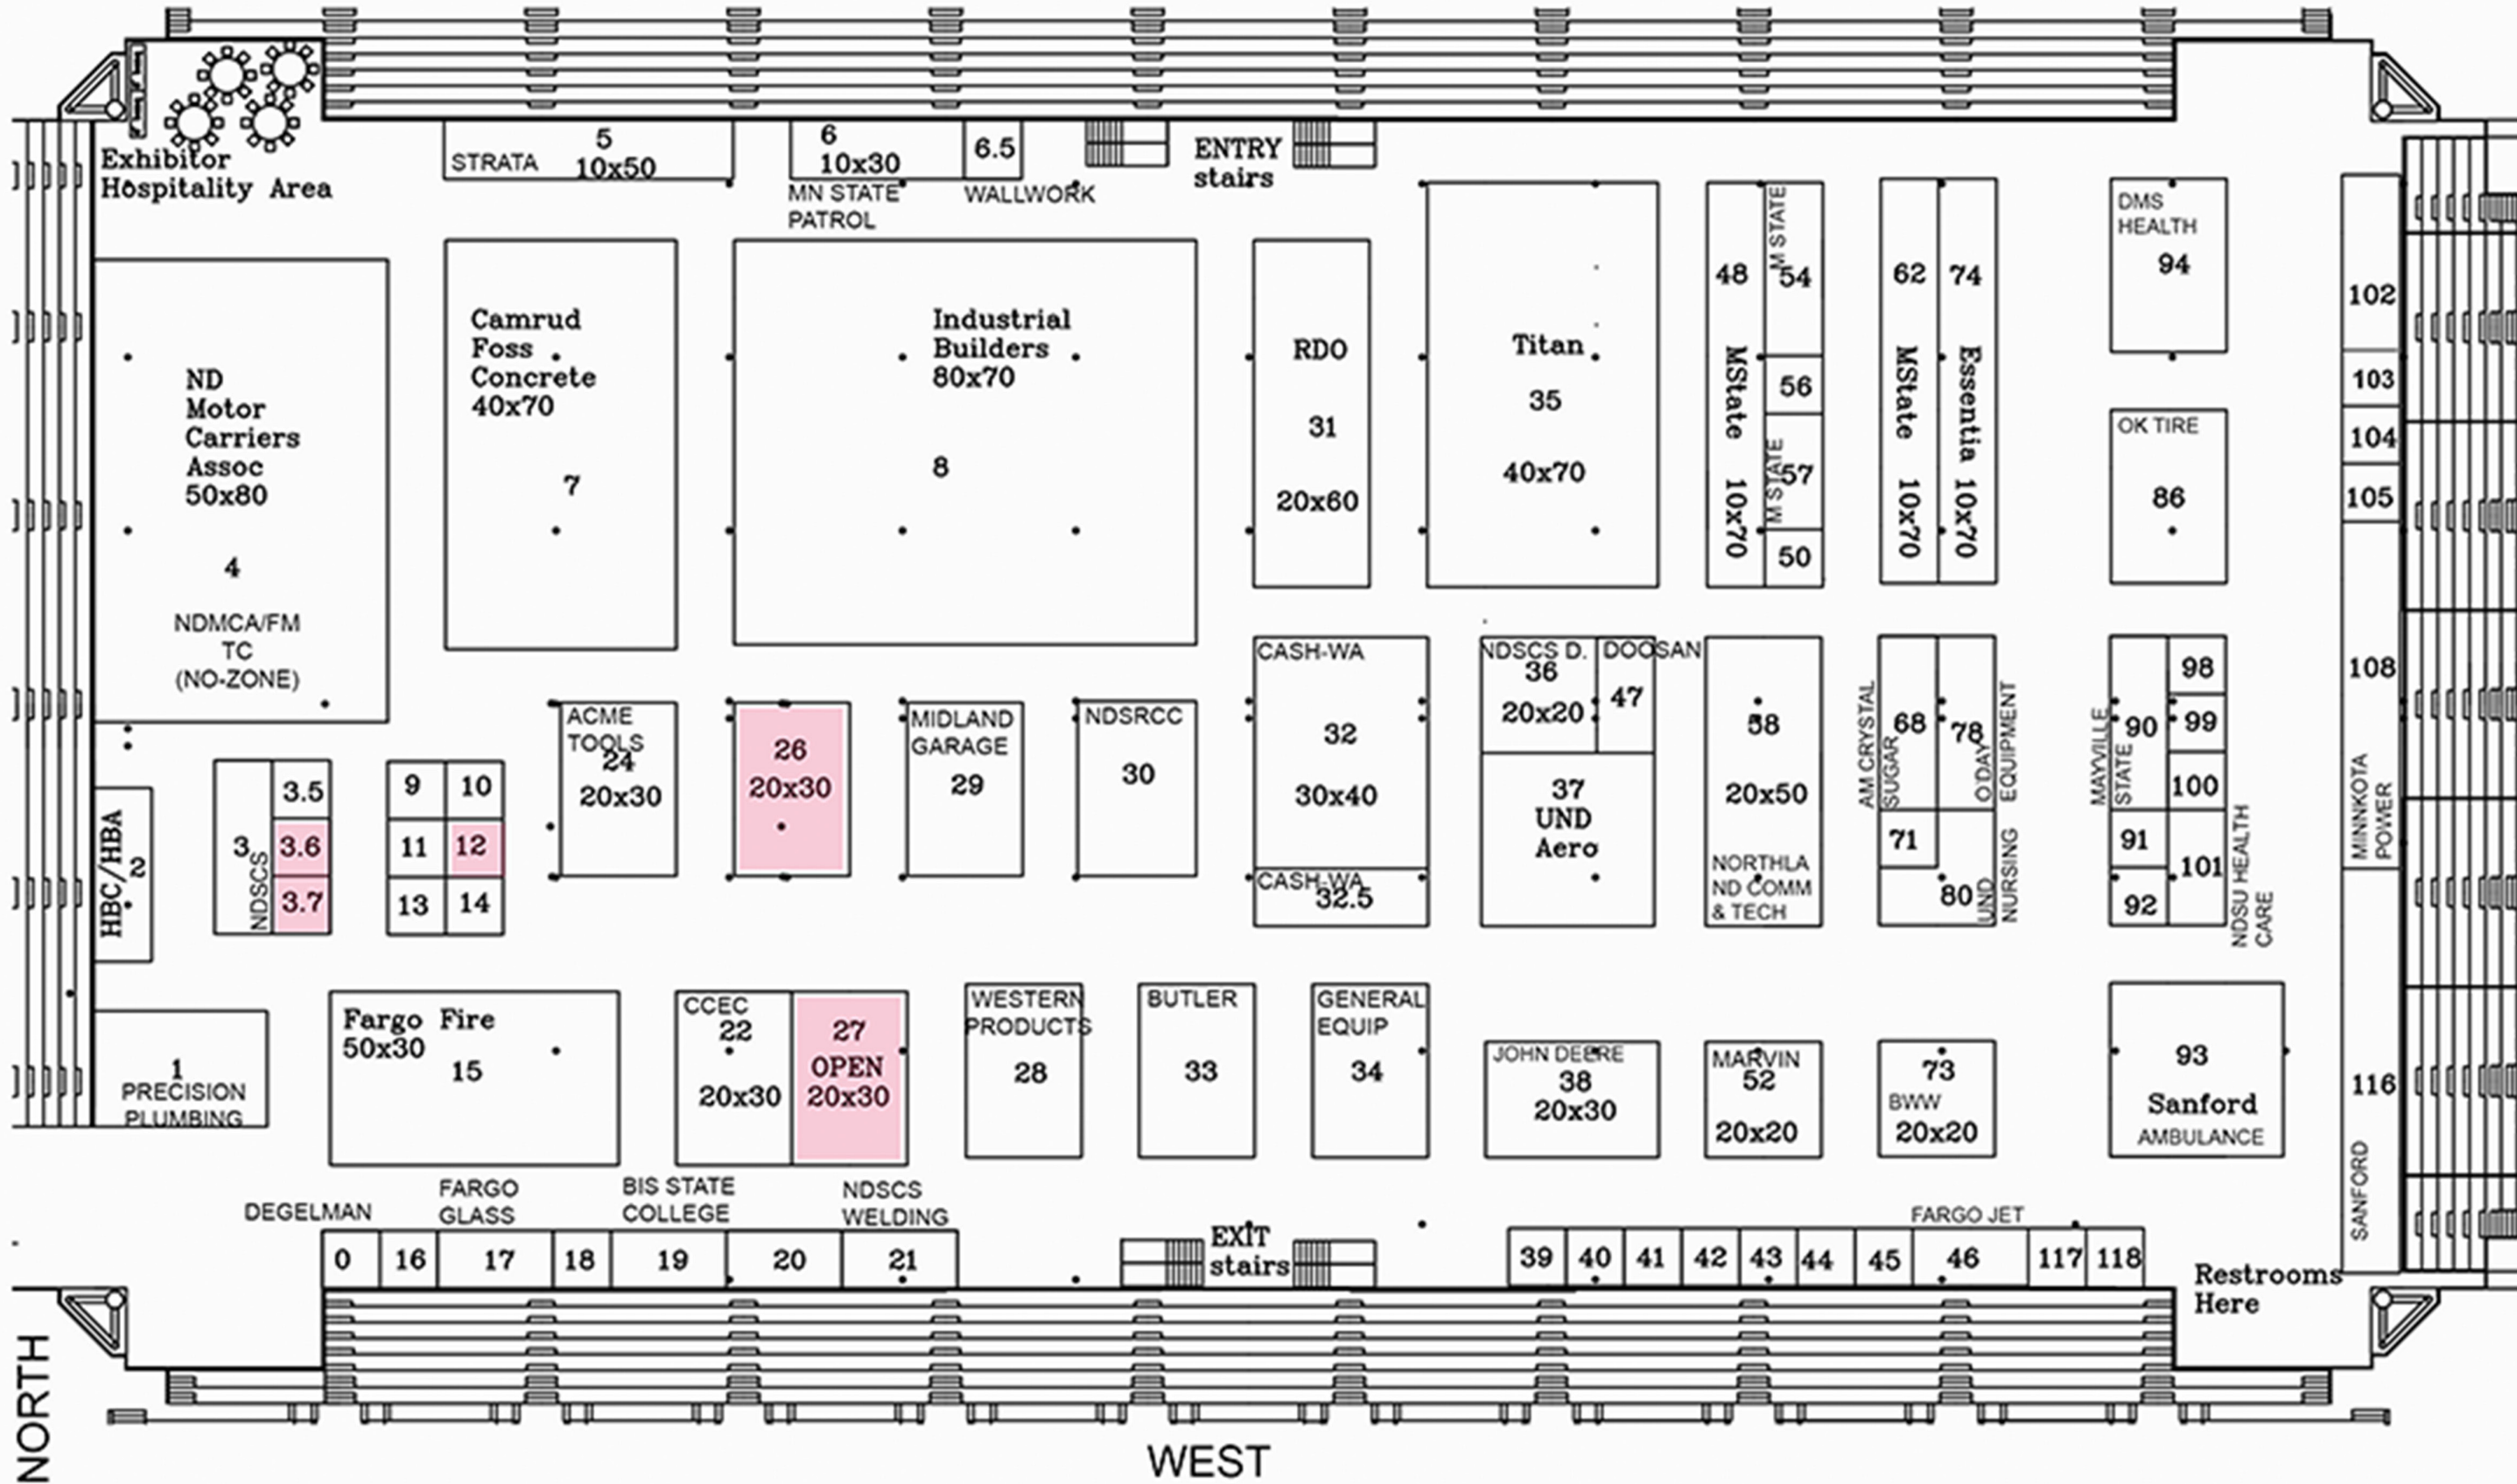 Exhibitor
Hospitality Area
STRATA
5
10x50
6
10x30
6.5
MN STATE
PATROL
WALLWORK
ENTRY
stairs
ND
Motor
Carriers
Assoc
50x80
4
NDMCA/FM
TC
(NO-ZONE)
Camrud
Foss
Concrete
40x70
7
Industrial
Builders
80x70
8
RDO
31
20x60
Titan
35
40x70
48
MState 10x70
M STATE
54
56
M STATE
57
50
62
MState 10x70
74
Essentia 10x70
DMS
HEALTH
94
OK TIRE
86
102
103
104
105
108
MINNKOTA
POWER
116
SANFORD
HBC/HBA
2
3
NDSCS
3.5
3.6
3.7
9
10
11
12
13
14
ACME
TOOLS
24
20x30
26
20x30
MIDLAND
GARAGE
29
NDSRCC
30
CASH-WA
32
30x40
CASH-WA
32.5
NDSCS D.
36
20x20
DOOSAN
47
37
UND
Aero
58
20x50
NORTHLA
ND COMM
& TECH
AM CRYSTAL
SUGAR
68
78
O'DAY
EQUIPMENT
71
80
UND
NURSING
MAYVILLE
STATE
90
98
99
100
91
92
101
NDSU HEALTH
CARE
1
PRECISION
PLUMBING
Fargo Fire
50x30
15
CCEC
22
20x30
27
OPEN
20x30
WESTERN
PRODUCTS
28
BUTLER
33
GENERAL
EQUIP
34
JOHN DEERE
38
20x30
MARVIN
52
20x20
73
BWW
20x20
93
Sanford
AMBULANCE
DEGELMAN
FARGO
GLASS
BIS STATE
COLLEGE
NDSCS
WELDING
0
16
17
18
19
20
21
EXIT
stairs
FARGO JET
39
40
41
42
43
44
45
46
117
118
Restrooms
Here
NORTH
WEST